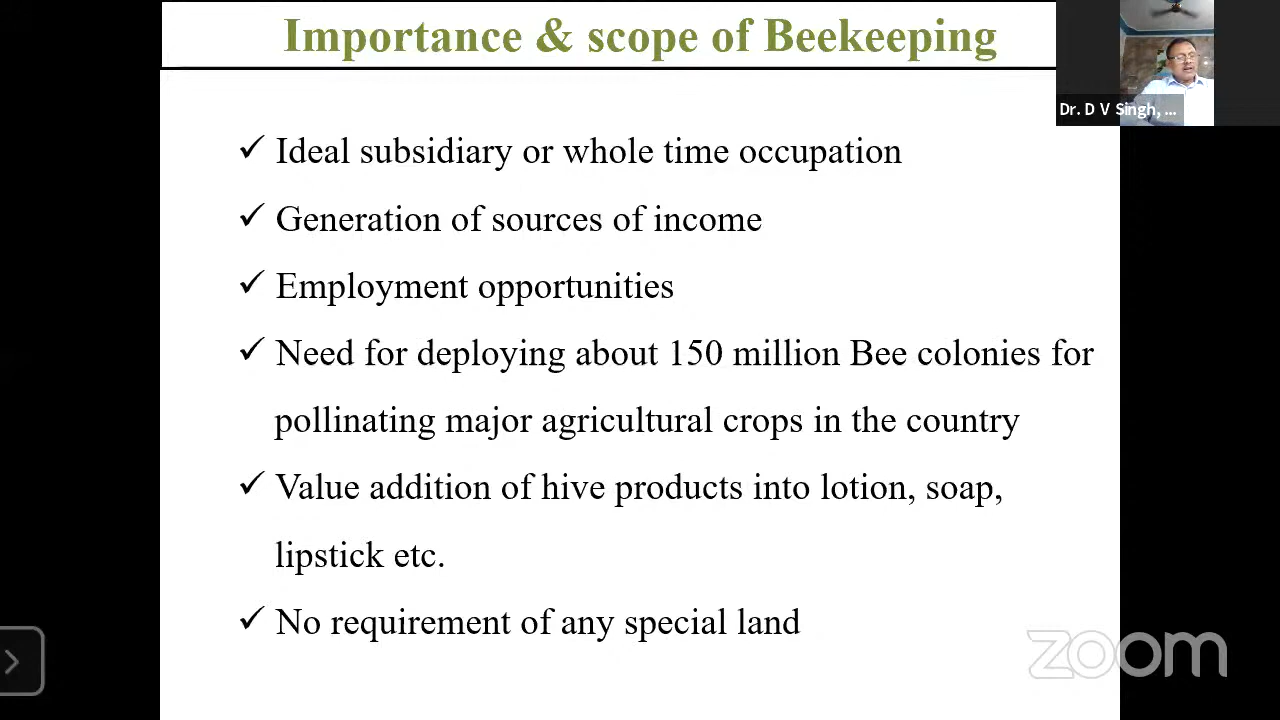 Importance & scope of Beekeeping
Dr. D V Singh, ...
✓ Ideal subsidiary or whole time occupation
✓ Generation of sources of income
✓ Employment opportunities
✓ Need for deploying about 150 million Bee colonies for
pollinating major agricultural crops in the country
✓ Value addition of hive products into lotion, soap,
lipstick etc.
✓ No requirement of any special land
zoom